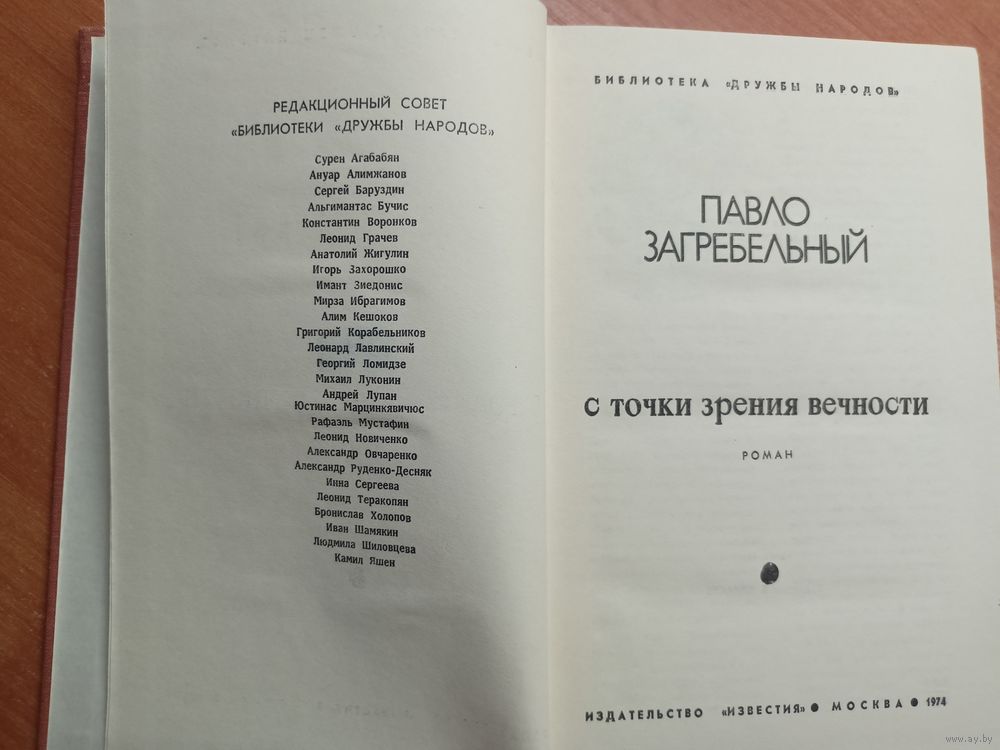 РЕДАКЦИОННЫЙ СОВЕТ
«БИБЛИОТЕКИ «ДРУЖБЫ НАРОДОВ»
Сурен Агабабян
Ануар Алимжанов
Сергей Баруздин
Альгимантас Бучис
Константин Воронков
Леонид Грачев
Анатолий Жигулин
Игорь Захорошко
Имант Зиедонис
Мирза Ибрагимов
Алим Кешоков
Григорий Корабельников
Леонард Лавлинский
Георгий Ломидзе
Михаил Луконин
Андрей Лупан
Юстинас Марцинкявичюс
Рафаэль Мустафин
Леонид Новиченко
Александр Овчаренко
Александр Руденко-Десняк
Инна Сергеева
Леонид Теракопян
Бронислав Холопов
Иван Шамякин
Людмила Шиловцева
Камил Яшен
БИБЛИОТЕКА «ДРУЖБЫ НАРОДОВ»
ПАВЛО
ЗАГРЕБЕЛЬНЫЙ
с точки зрения вечности
РОМАН
ИЗДАТЕЛЬСТВО «ИЗВЕСТИЯ» ● МОСКВА ● 1974
www.ay.by